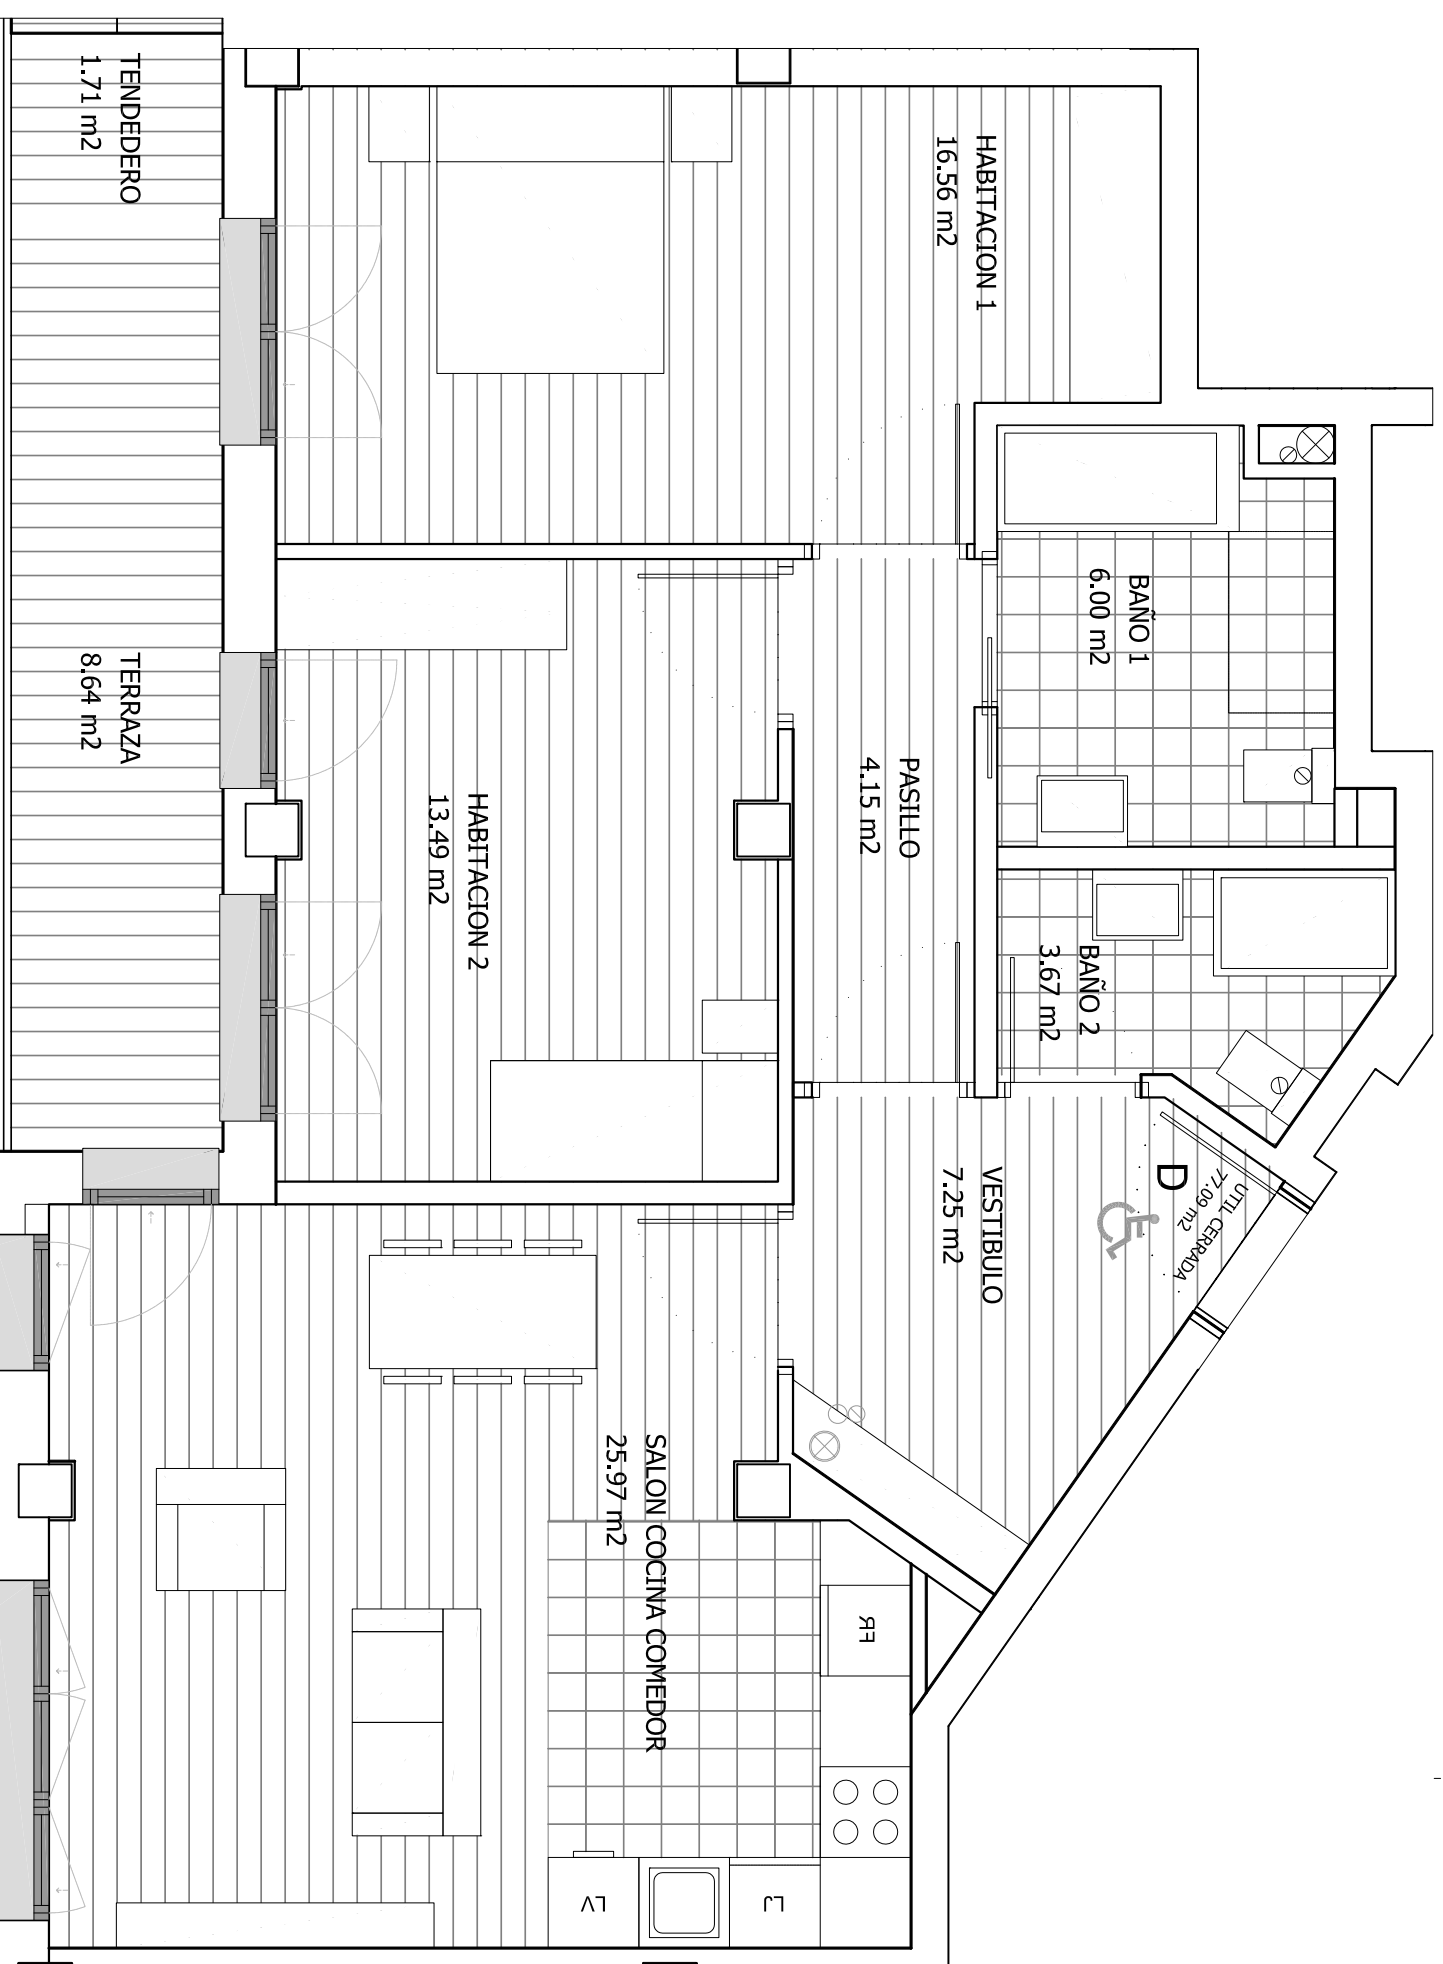 TENDEDERO
1.71 m2
HABITACION 1
16.56 m2
BAÑO 1
6.00 m2
TERRAZA
8.64 m2
HABITACION 2
13.49 m2
PASILLO
4.15 m2
BAÑO 2
3.67 m2
VESTIBULO
7.25 m2
D
UTIL CERRADA
77.09 m2
SALON COCINA COMEDOR
25.97 m2
FR
LV
LJ